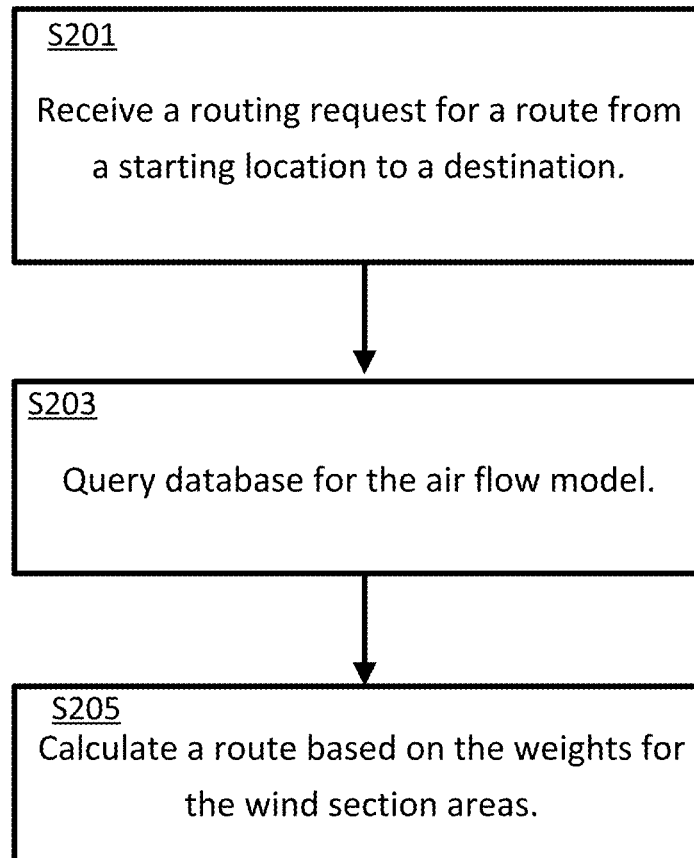 S201
Receive a routing request for a route from
a starting location to a destination.
S203
Query database for the air flow model.
S205
Calculate a route based on the weights for
the wind section areas.